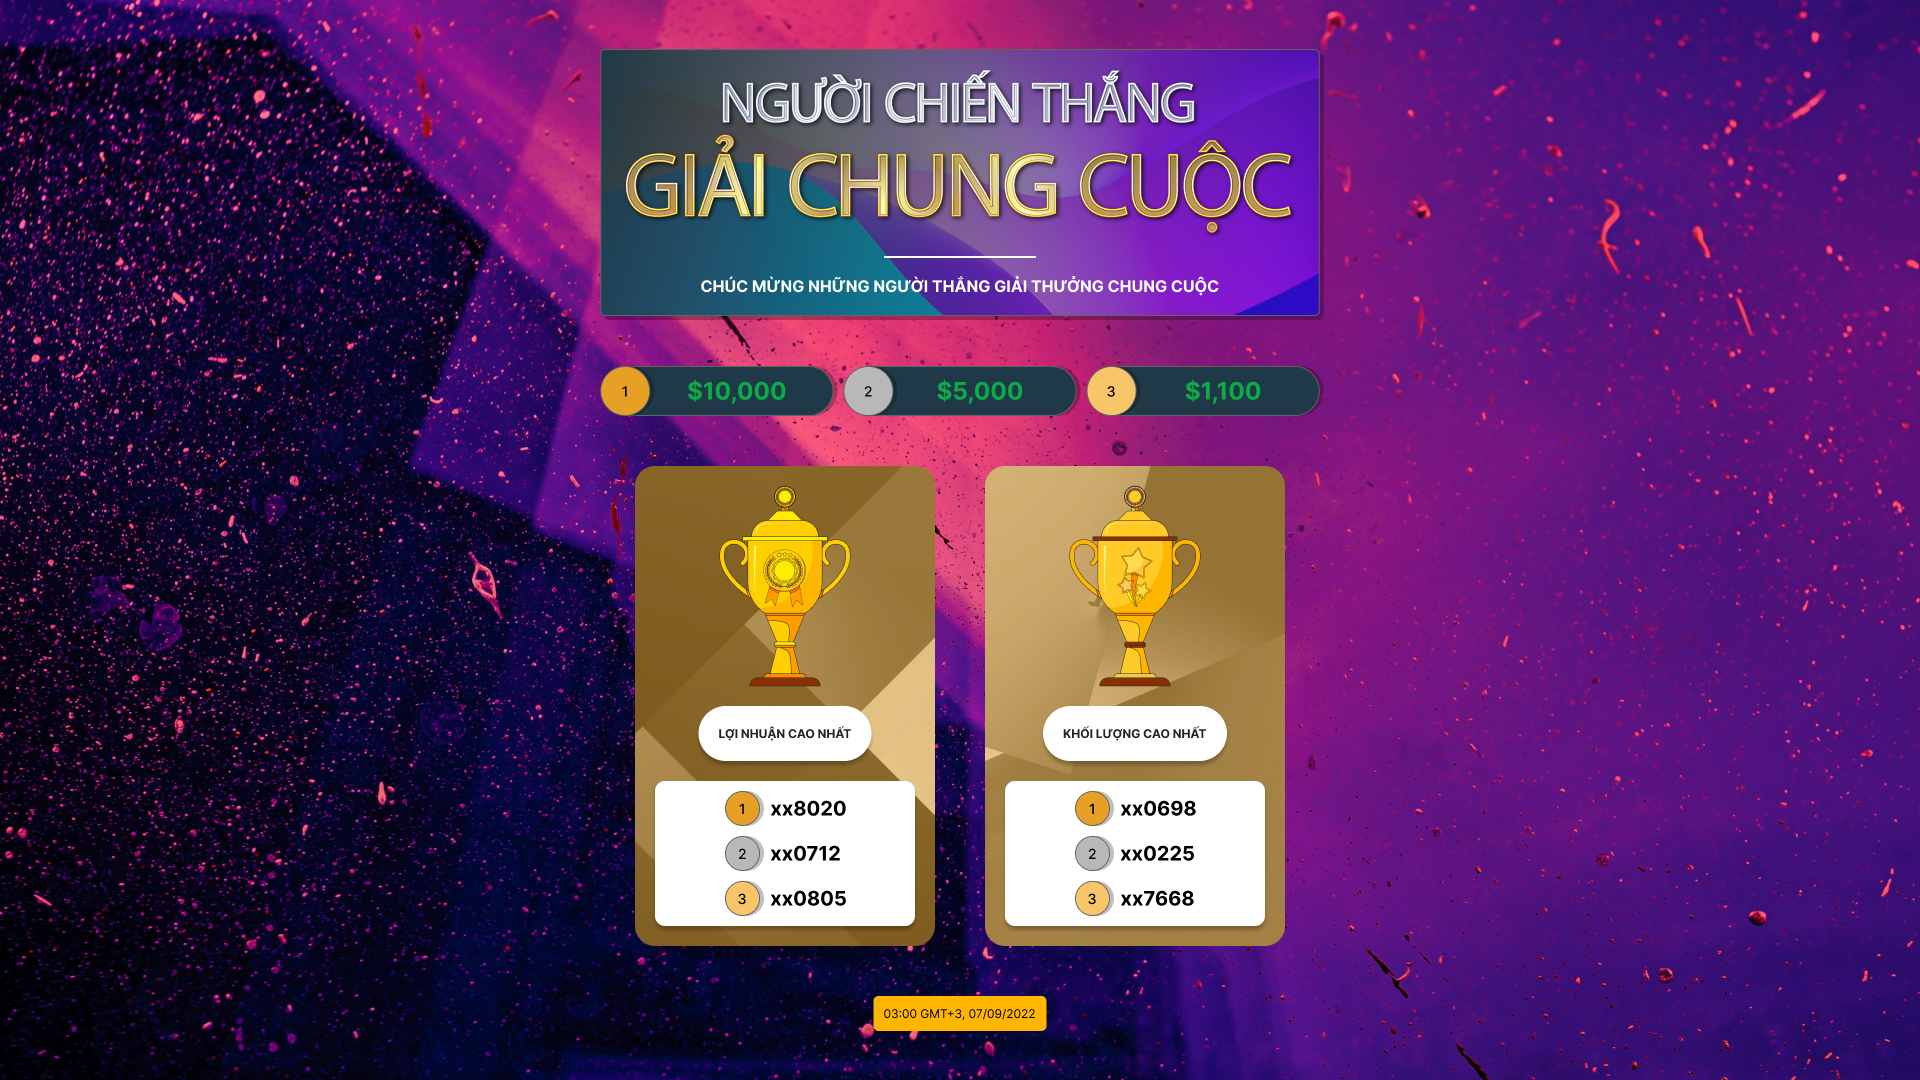 NGƯỜI CHIẾN THẮNG
GIẢI CHUNG CUỘC
CHÚC MỪNG NHỮNG NGƯỜI THẮNG GIẢI THƯỞNG CHUNG CUỘC
1 $10,000
2 $5,000
3 $1,100
LỢI NHUẬN CAO NHẤT
1 xx8020
2 xx0712
3 xx0805
KHỐI LƯỢNG CAO NHẤT
1 xx0698
2 xx0225
3 xx7668
03:00 GMT+3, 07/09/2022